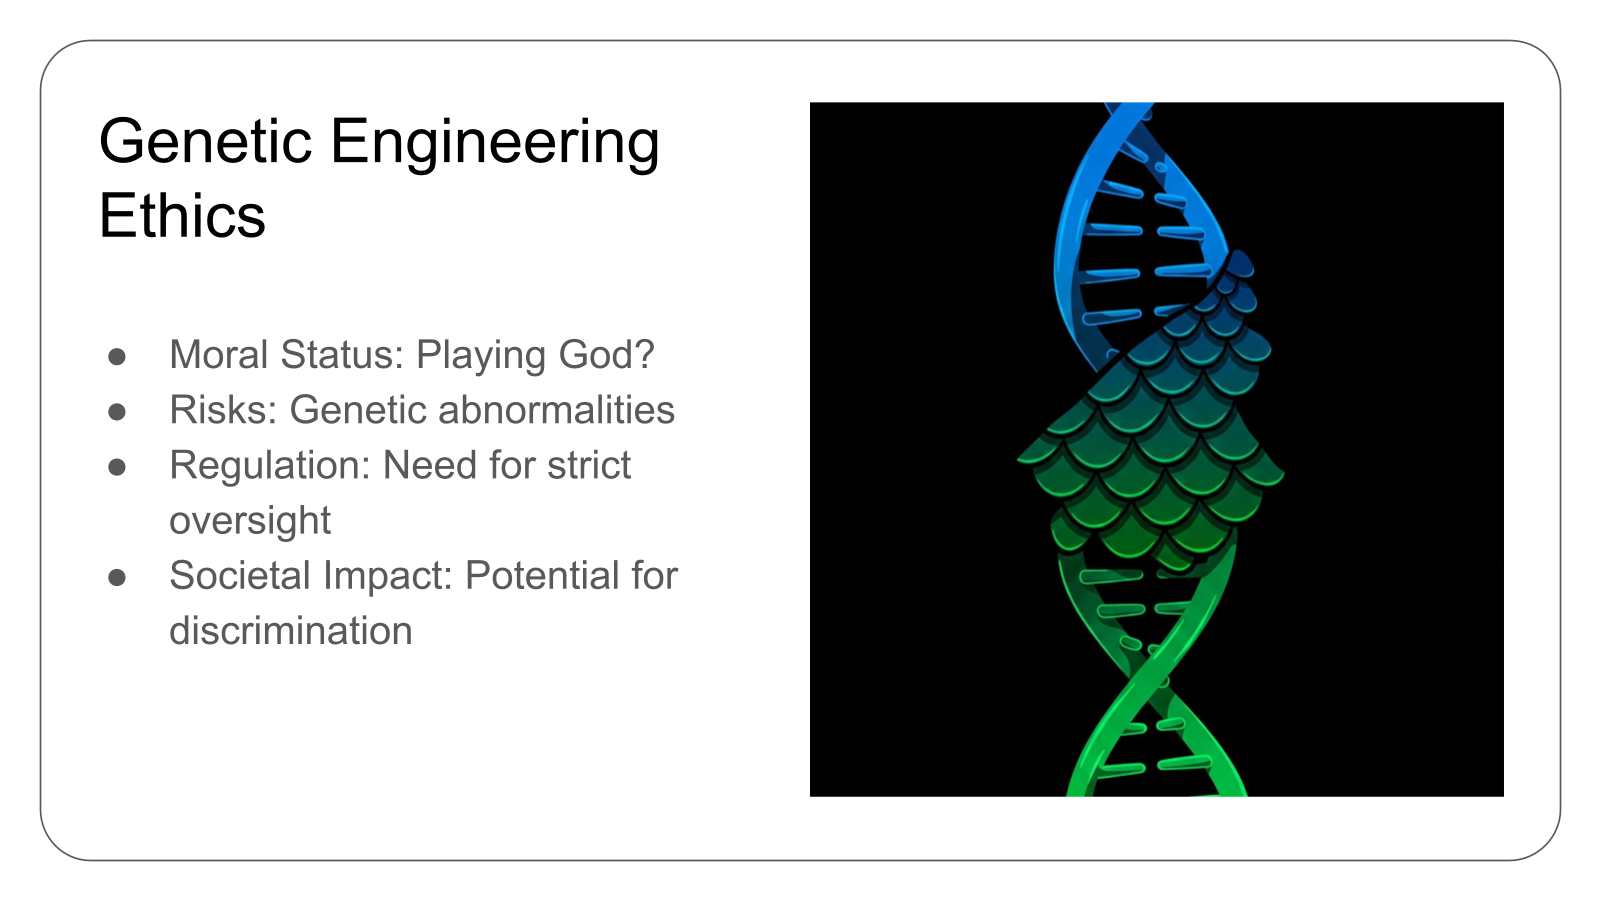 Genetic Engineering
Ethics
● Moral Status: Playing God?
● Risks: Genetic abnormalities
● Regulation: Need for strict
oversight
● Societal Impact: Potential for
discrimination